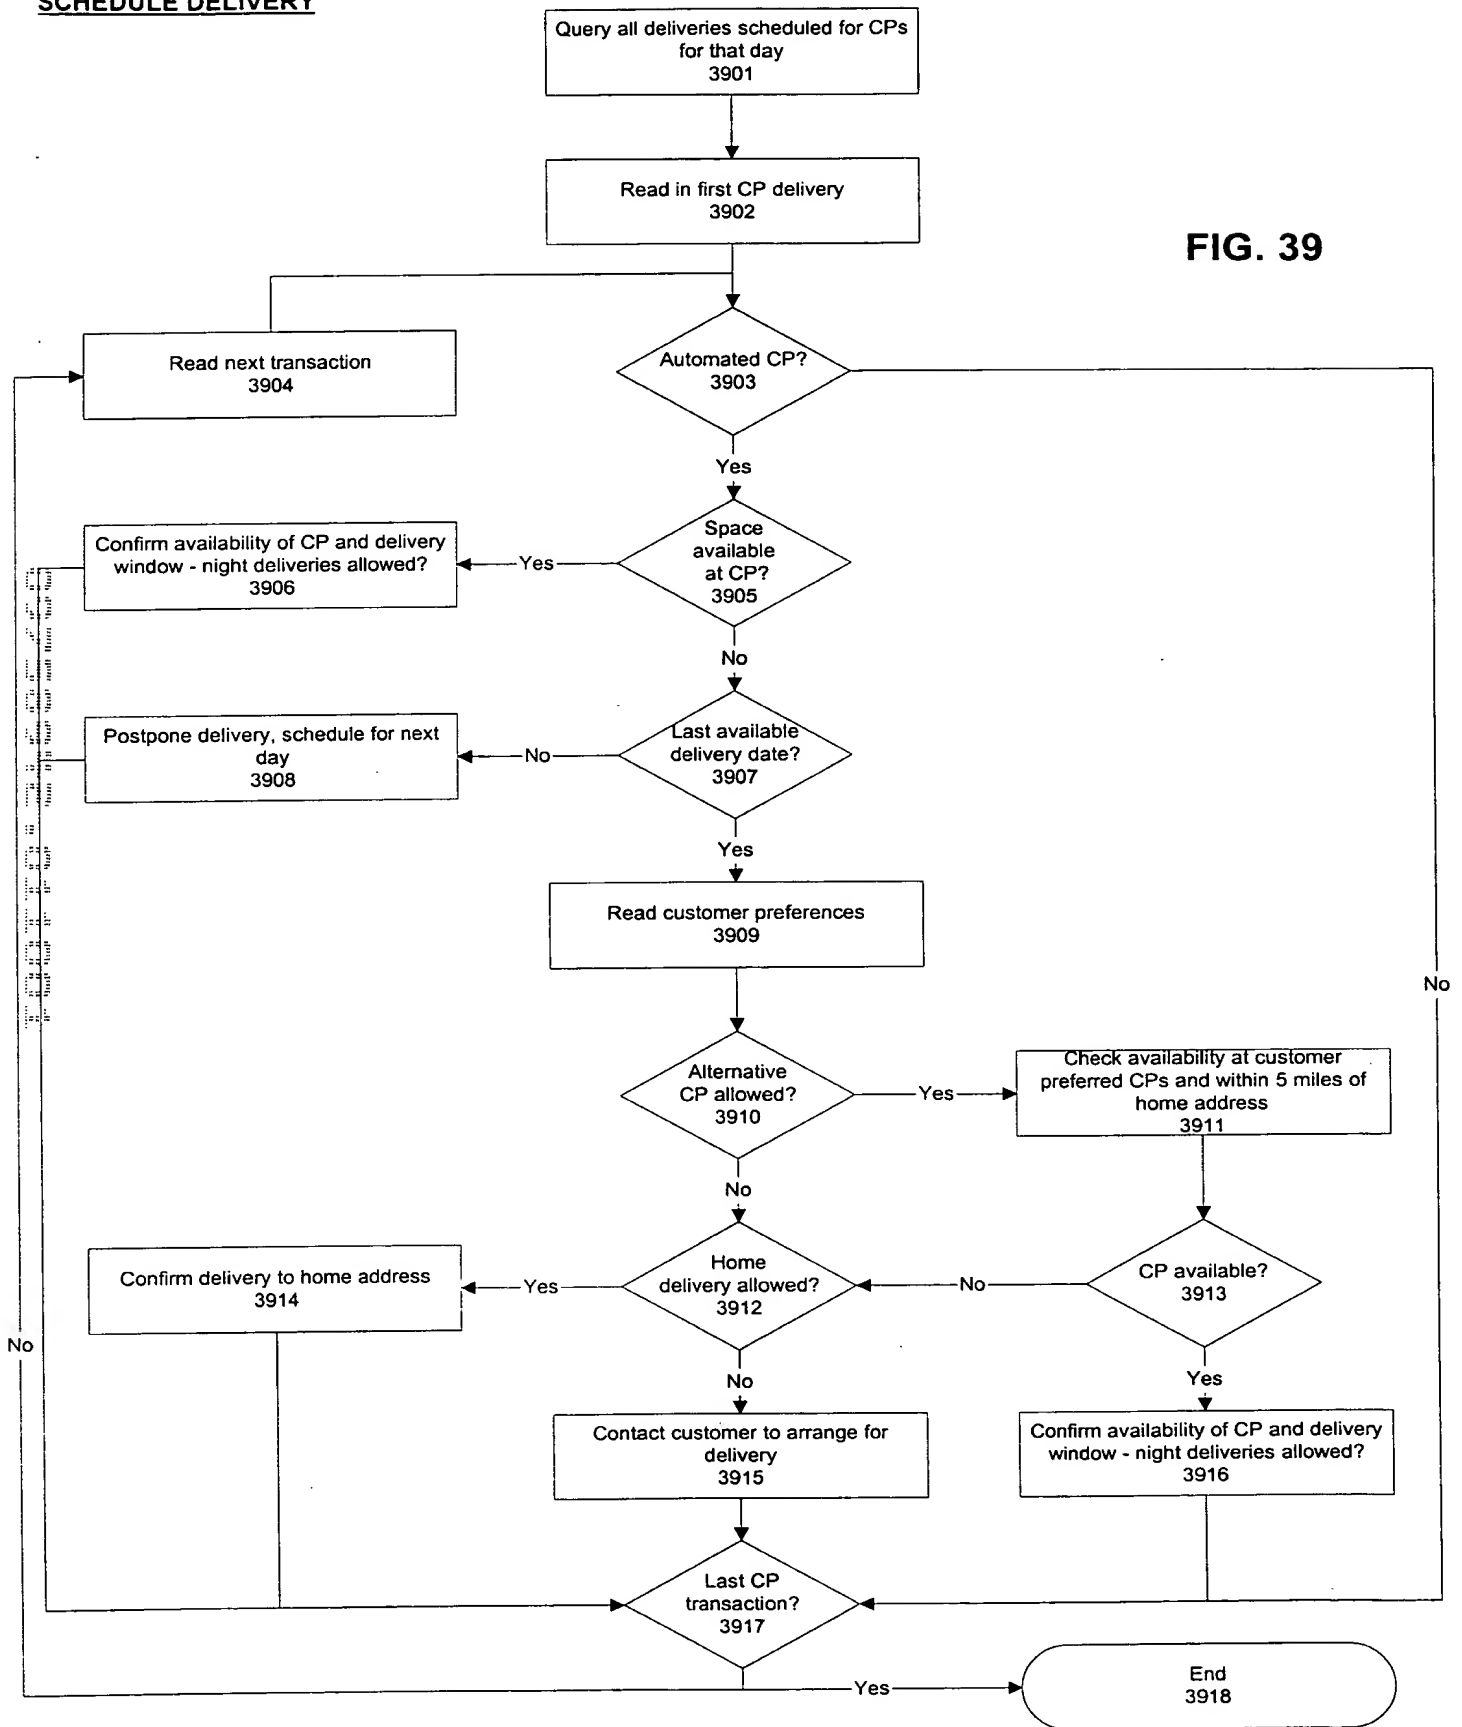 SCHEDULE DELIVERY
Query all deliveries scheduled for CPs
for that day
3901
Read in first CP delivery
3902
FIG. 39
Read next transaction
3904
Automated CP?
3903
Yes
Confirm availability of CP and delivery
window - night deliveries allowed?
3906
Yes
Space
available
at CP?
3905
No
Postpone delivery, schedule for next
day
3908
No
Last available
delivery date?
3907
Yes
Read customer preferences
3909
No
Alternative
CP allowed?
3910
Yes
Check availability at customer
preferred CPs and within 5 miles of
home address
3911
No
Confirm delivery to home address
3914
Yes
Home
delivery allowed?
3912
No
CP available?
3913
No
No
Yes
Contact customer to arrange for
delivery
3915
Confirm availability of CP and delivery
window - night deliveries allowed?
3916
Last CP
transaction?
3917
Yes
End
3918